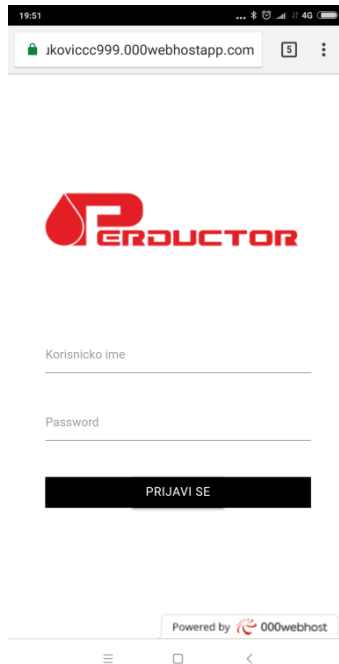 19:51
... 4G
ukoviccc999.000webhostapp.com 5
PERDUCTOR
Korisnicko ime
Password
PRIJAVI SE
Powered by 000webhost